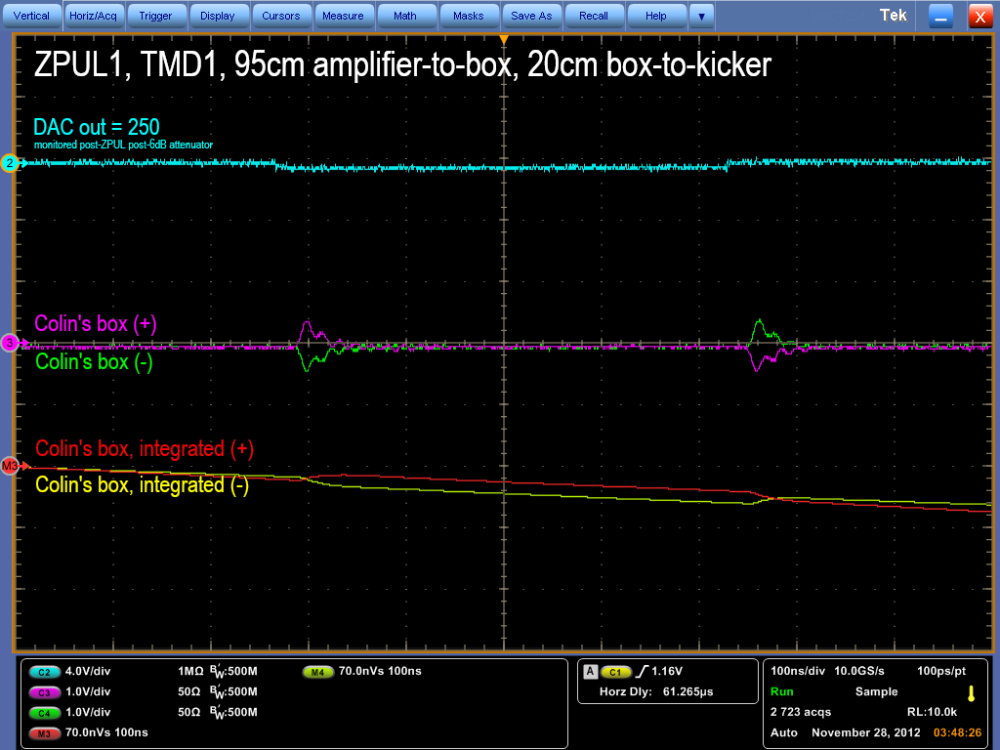 Vertical Horiz/Acq Trigger Display Cursors Measure Math Masks Save As Recall Help ▼ Tek X
ZPUL1, TMD1, 95cm amplifier-to-box, 20cm box-to-kicker
DAC out = 250
monitored post-ZPUL post-6dB attenuator
2
Colin's box (+)
3
Colin's box (-)
Colin's box, integrated (+)
M3
Colin's box, integrated (-)
C2 4.0V/div 1MΩ BW:500M
C3 1.0V/div 50Ω BW:500M
C4 1.0V/div 50Ω BW:500M
M3 70.0nVs 100ns
M4 70.0nVs 100ns
A C1 1.16V
Horz Dly: 61.265µs
100ns/div 10.0GS/s 100ps/pt
Run Sample
2 723 acqs RL:10.0k
Auto November 28, 2012 03:48:26